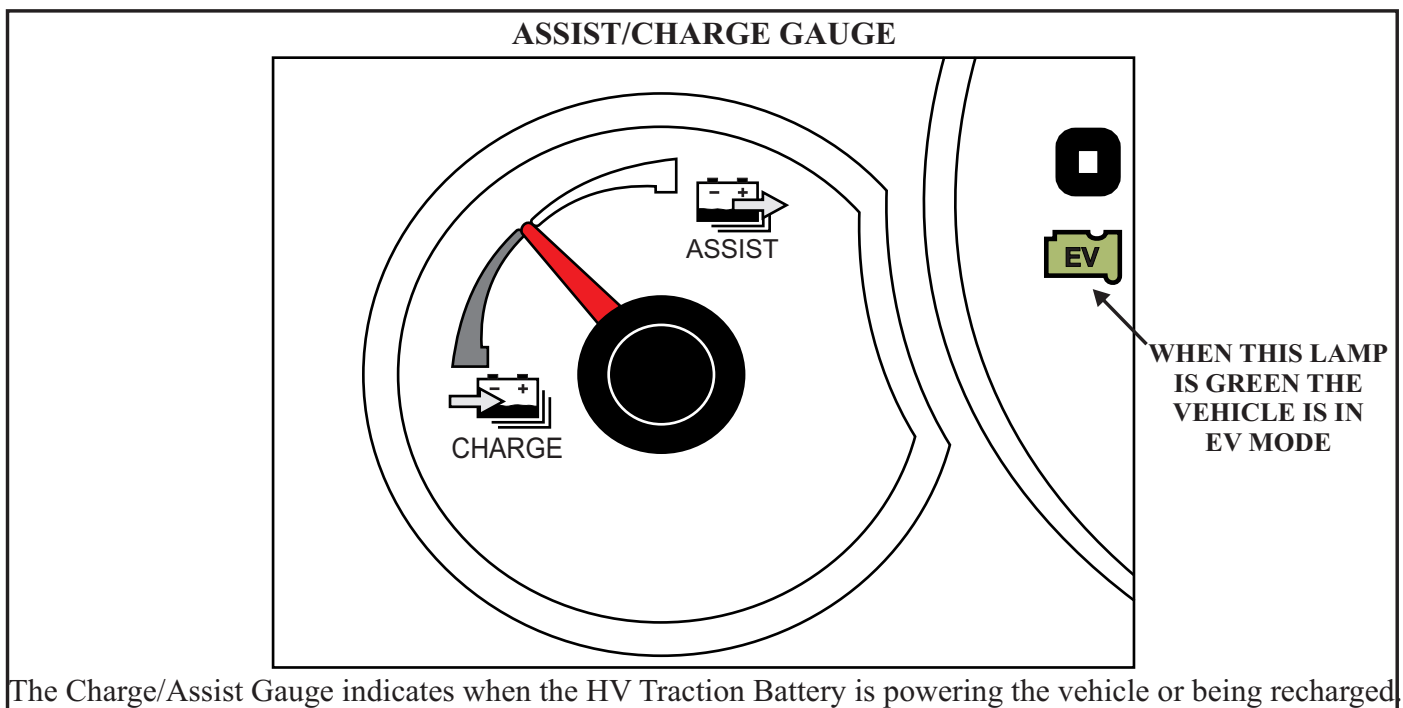 ASSIST/CHARGE GAUGE
- +
ASSIST
EV
- +
CHARGE
WHEN THIS LAMP
IS GREEN THE
VEHICLE IS IN
EV MODE
The Charge/Assist Gauge indicates when the HV Traction Battery is powering the vehicle or being recharged.